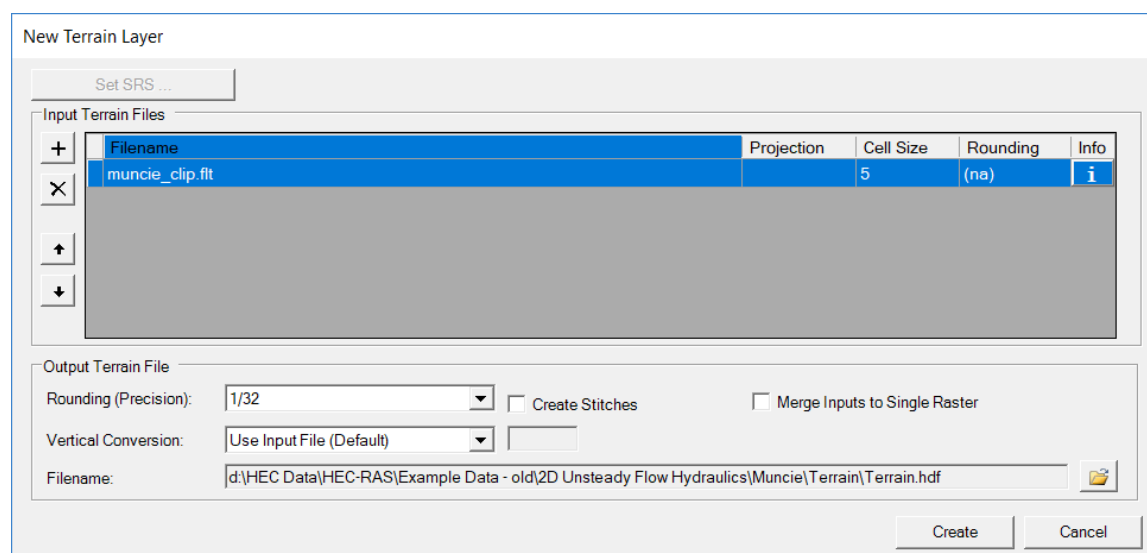 New Terrain Layer
Set SRS ...
Input Terrain Files
Filename Projection Cell Size Rounding Info
muncie_clip.flt 5 (na) i
Output Terrain File
Rounding (Precision): 1/32 Create Stitches Merge Inputs to Single Raster
Vertical Conversion: Use Input File (Default)
Filename: d:\HEC Data\HEC-RAS\Example Data - old\2D Unsteady Flow Hydraulics\Muncie\Terrain\Terrain.hdf
Create Cancel